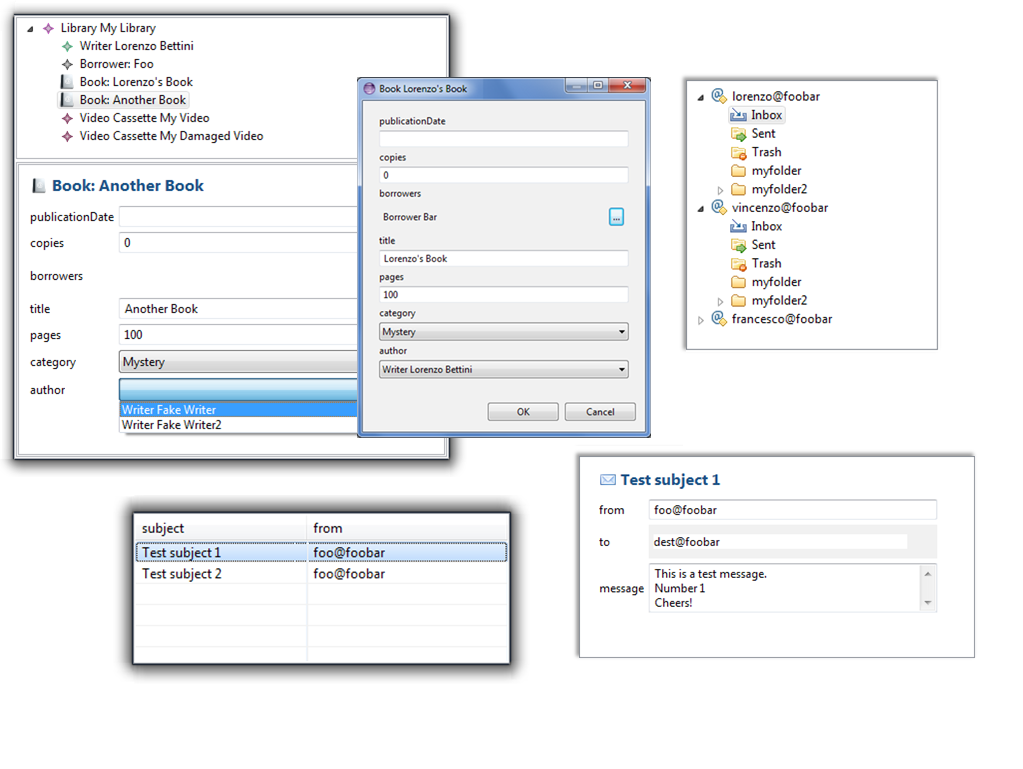 Library My Library
Writer Lorenzo Bettini
Borrower: Foo
Book: Lorenzo's Book
Book: Another Book
Video Cassette My Video
Video Cassette My Damaged Video
Book: Another Book
publicationDate
copies 0
borrowers
title Another Book
pages 100
category Mystery
author
Writer Fake Writer
Writer Fake Writer2
Book Lorenzo's Book
publicationDate
copies
0
borrowers
Borrower Bar ...
title
Lorenzo's Book
pages
100
category
Mystery
author
Writer Lorenzo Bettini
OK Cancel
lorenzo@foobar
Inbox
Sent
Trash
myfolder
myfolder2
vincenzo@foobar
Inbox
Sent
Trash
myfolder
myfolder2
francesco@foobar
subject from
Test subject 1 foo@foobar
Test subject 2 foo@foobar
Test subject 1
from foo@foobar
to dest@foobar
message This is a test message.
Number 1
Cheers!